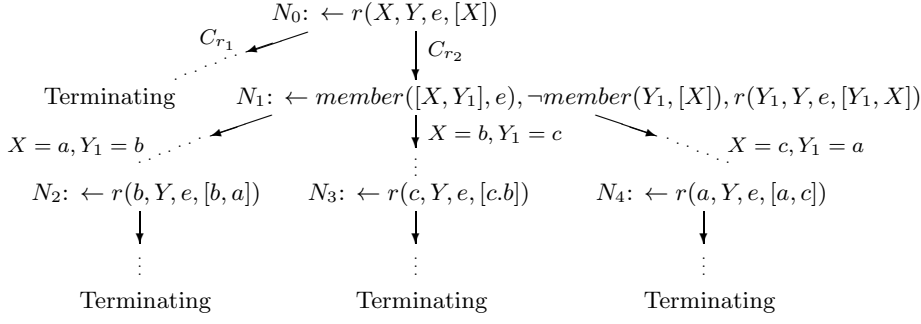 N₀: ← r(X, Y, e, [X])
C_{r₁}
C_{r₂}
Terminating
N₁: ← member([X, Y₁], e), ¬member(Y₁, [X]), r(Y₁, Y, e, [Y₁, X])
X = a, Y₁ = b
X = b, Y₁ = c
X = c, Y₁ = a
N₂: ← r(b, Y, e, [b, a])
N₃: ← r(c, Y, e, [c.b])
N₄: ← r(a, Y, e, [a, c])
Terminating
Terminating
Terminating